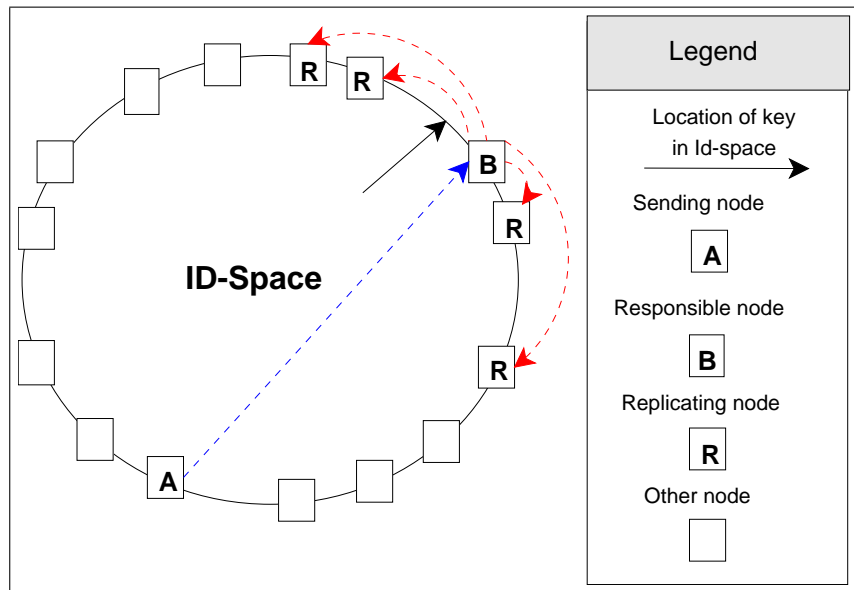 R
R
B
R
ID-Space
R
A
Legend
Location of key
in Id-space
Sending node
A
Responsible node
B
Replicating node
R
Other node